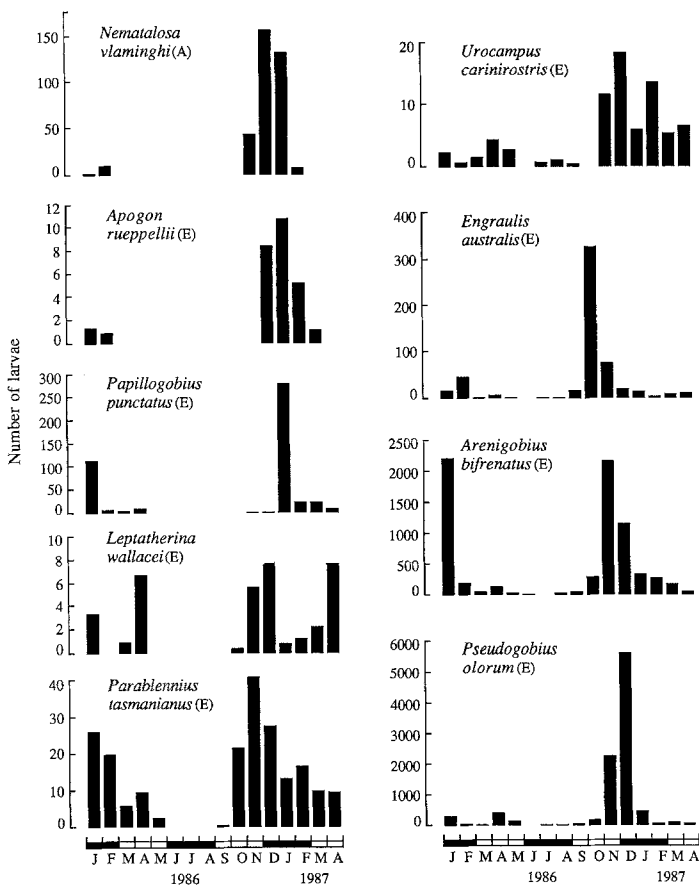 Number of larvae
Nematalosa
vlaminghi (A)
150
100
50
0
Apogon
rueppellii (E)
12
10
8
6
4
2
0
Papillogobius
punctatus (E)
300
250
200
150
100
50
0
Leptatherina
wallacei (E)
10
8
6
4
2
0
Parablennius
tasmanianus (E)
40
30
20
10
0
J F M A M J J A S O N D J F M A
1986 1987
Urocampus
carinirostris (E)
20
10
0
Engraulis
australis (E)
400
300
200
100
0
Arenigobius
bifrenatus (E)
2500
2000
1500
1000
500
0
Pseudogobius
olorum (E)
6000
5000
4000
3000
2000
1000
0
J F M A M J J A S O N D J F M A
1986 1987